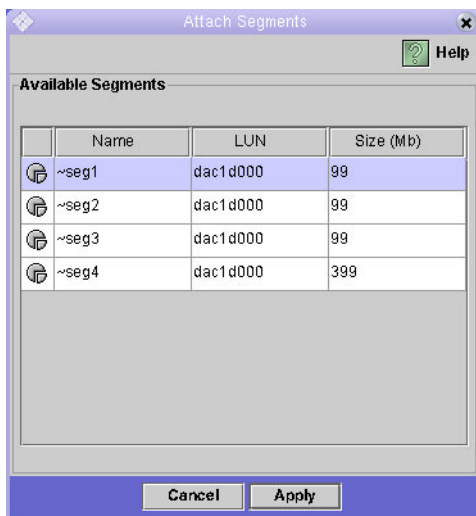 Attach Segments
Help
Available Segments
Name LUN Size (Mb)
~seg1 dac1d000 99
~seg2 dac1d000 99
~seg3 dac1d000 99
~seg4 dac1d000 399
Cancel Apply